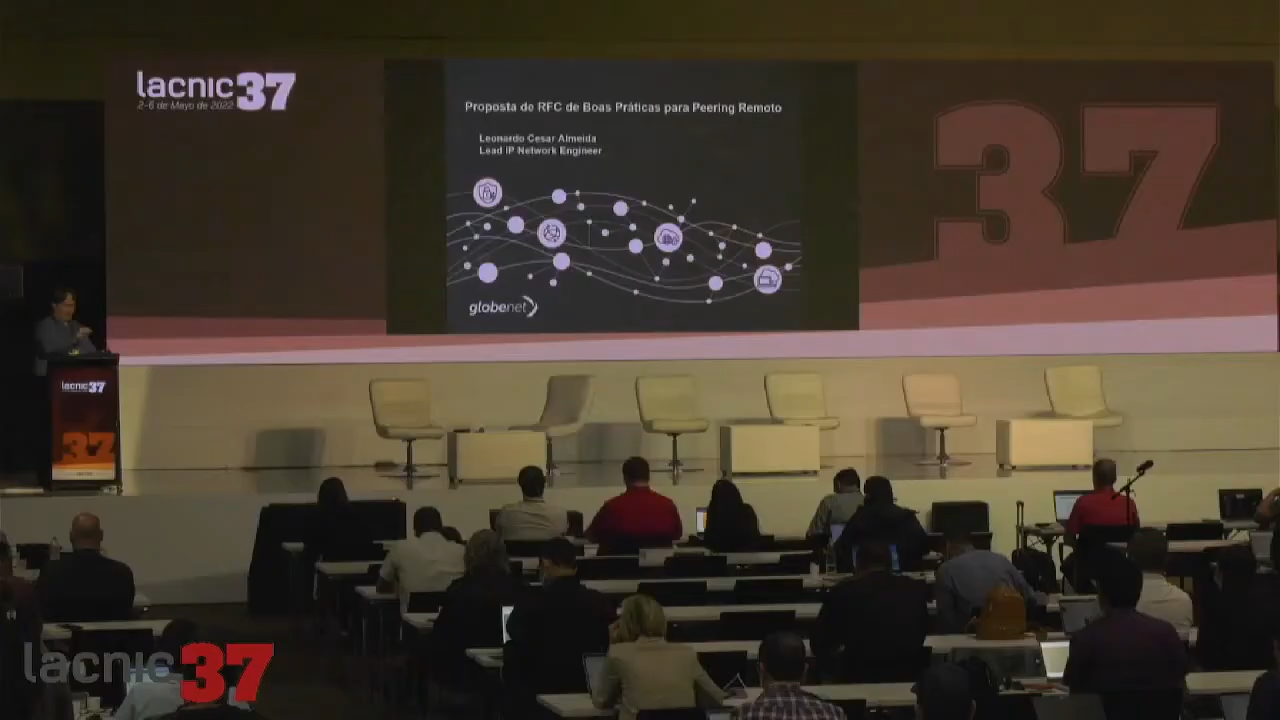 lacnic37
2-6 de Mayo de 2022
Proposta de RFC de Boas Práticas para Peering Remoto
Leonardo Cesar Almeida
Lead IP Network Engineer
globenet
37
lacnic37
37
lacnic37